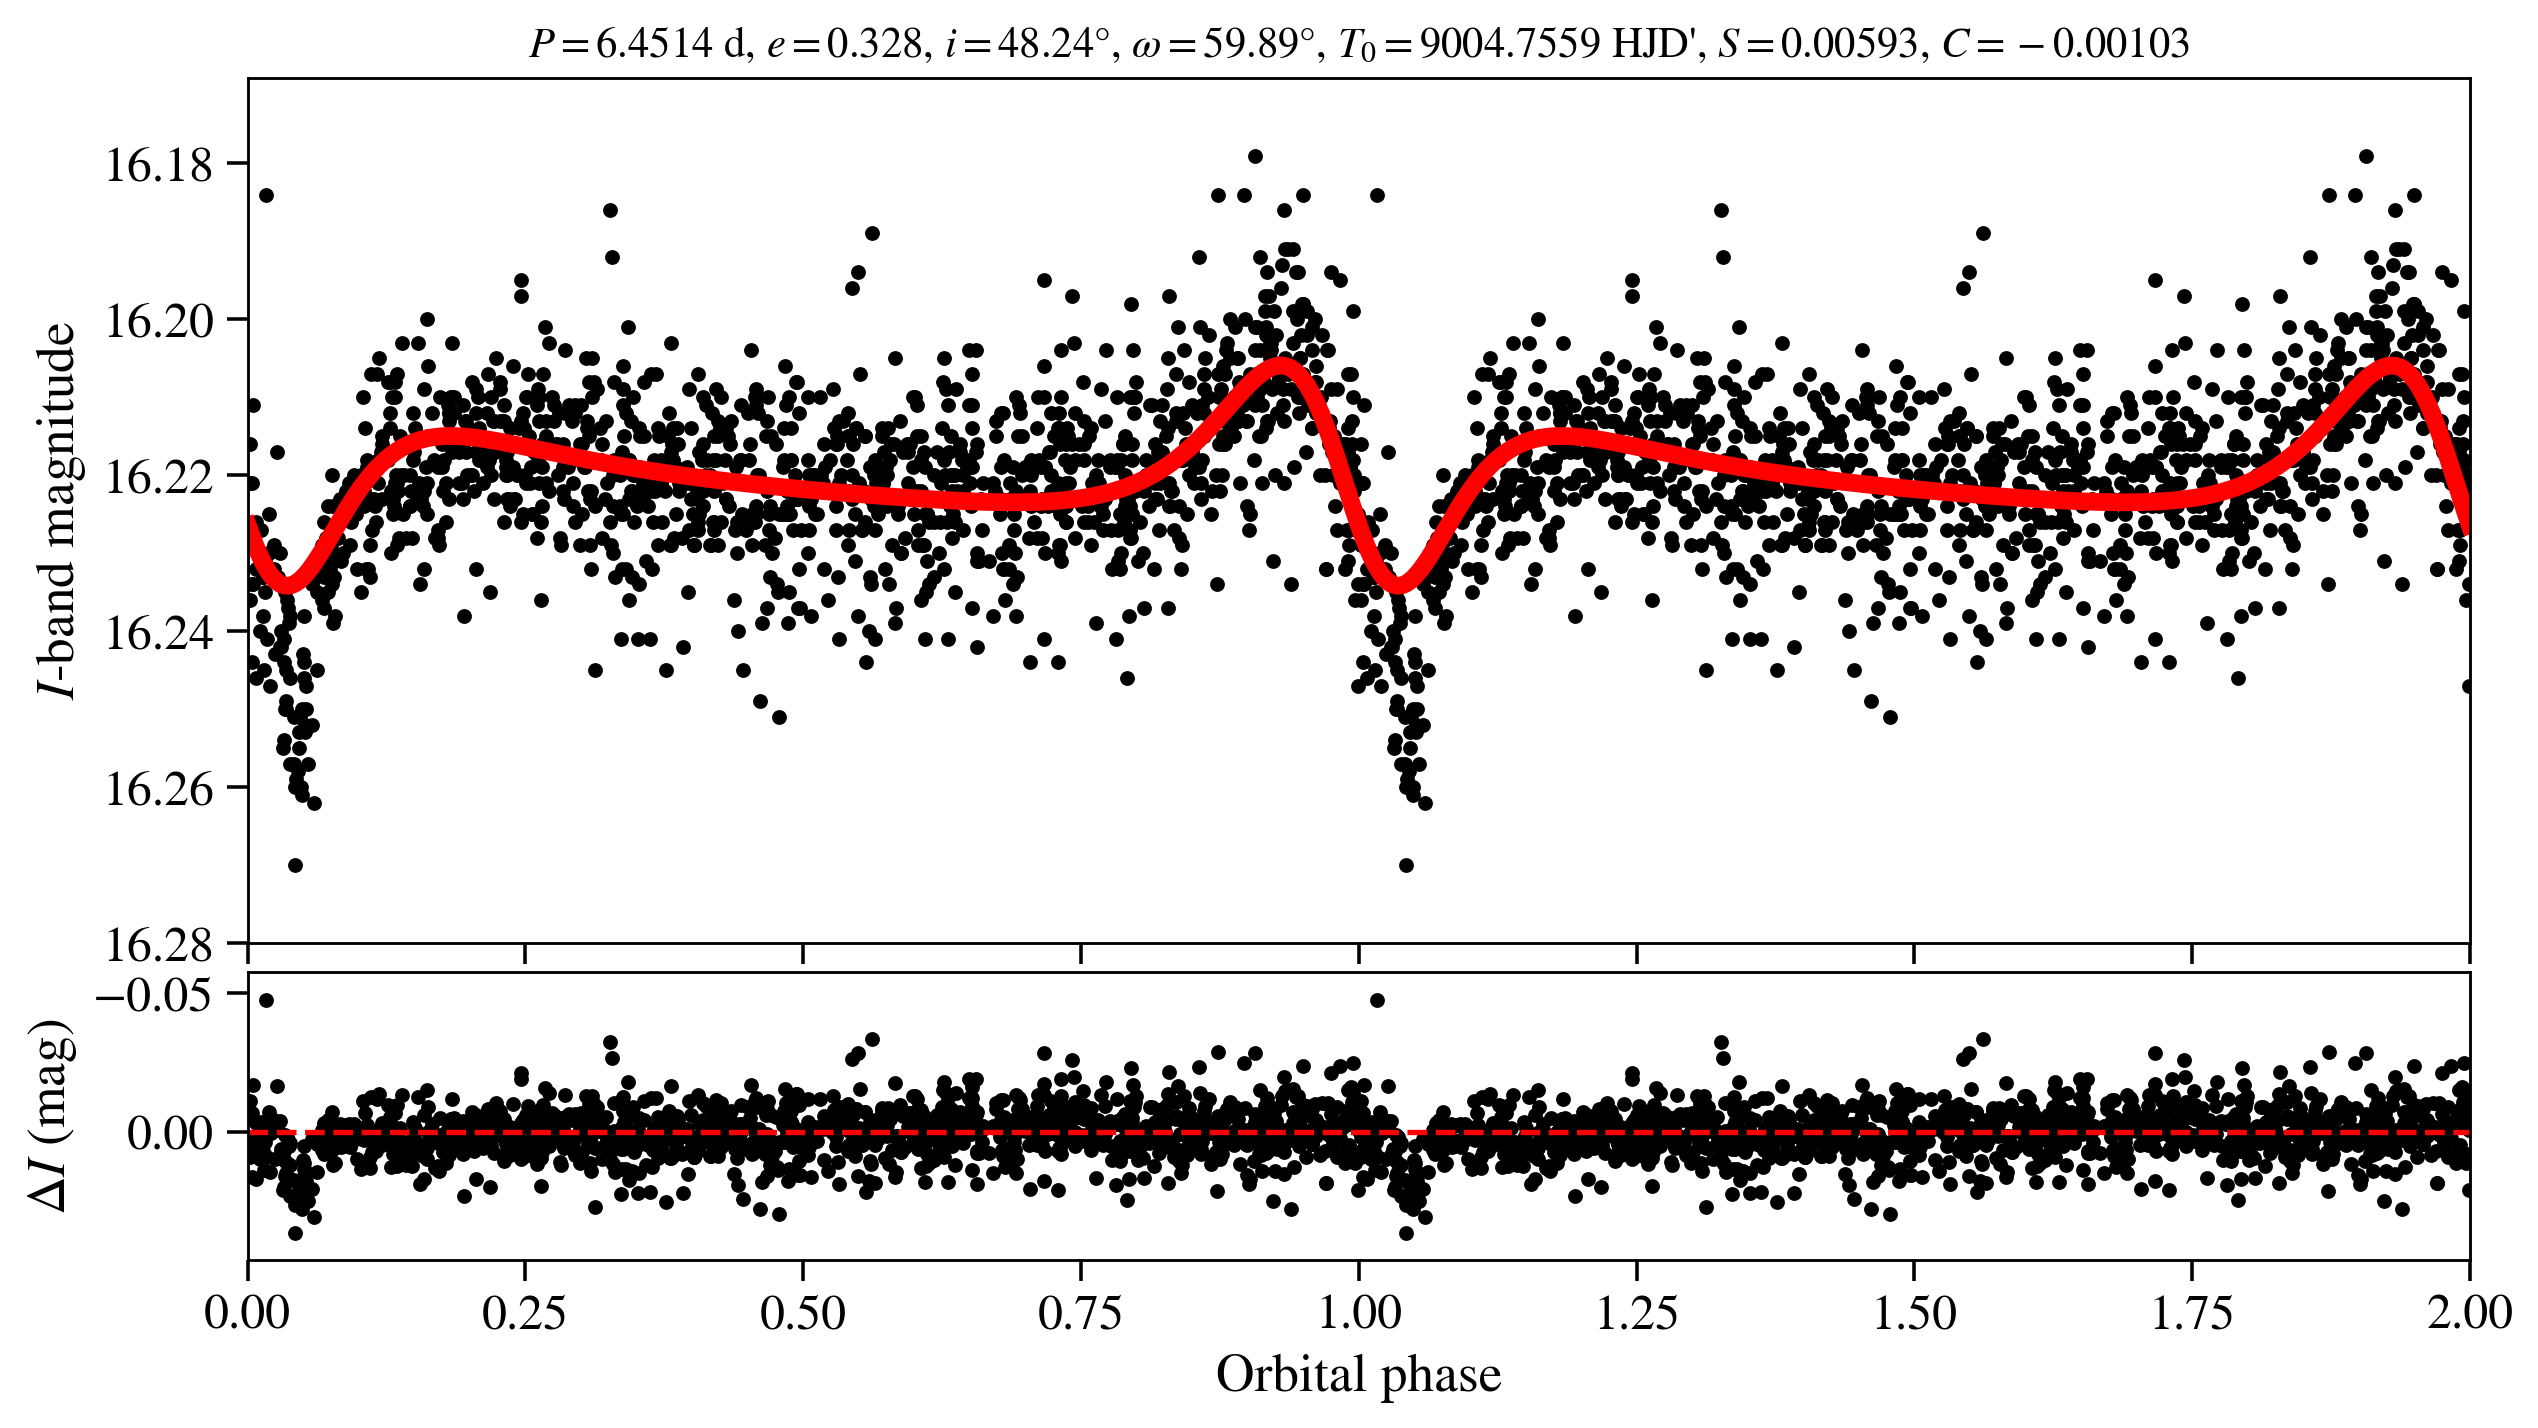 P = 6.4514 d, e = 0.328, i = 48.24°, ω = 59.89°, T₀ = 9004.7559 HJD', S = 0.00593, C = −0.00103
16.18
16.20
16.22
16.24
16.26
16.28
I-band magnitude
−0.05
0.00
ΔI (mag)
0.00 0.25 0.50 0.75 1.00 1.25 1.50 1.75 2.00
Orbital phase